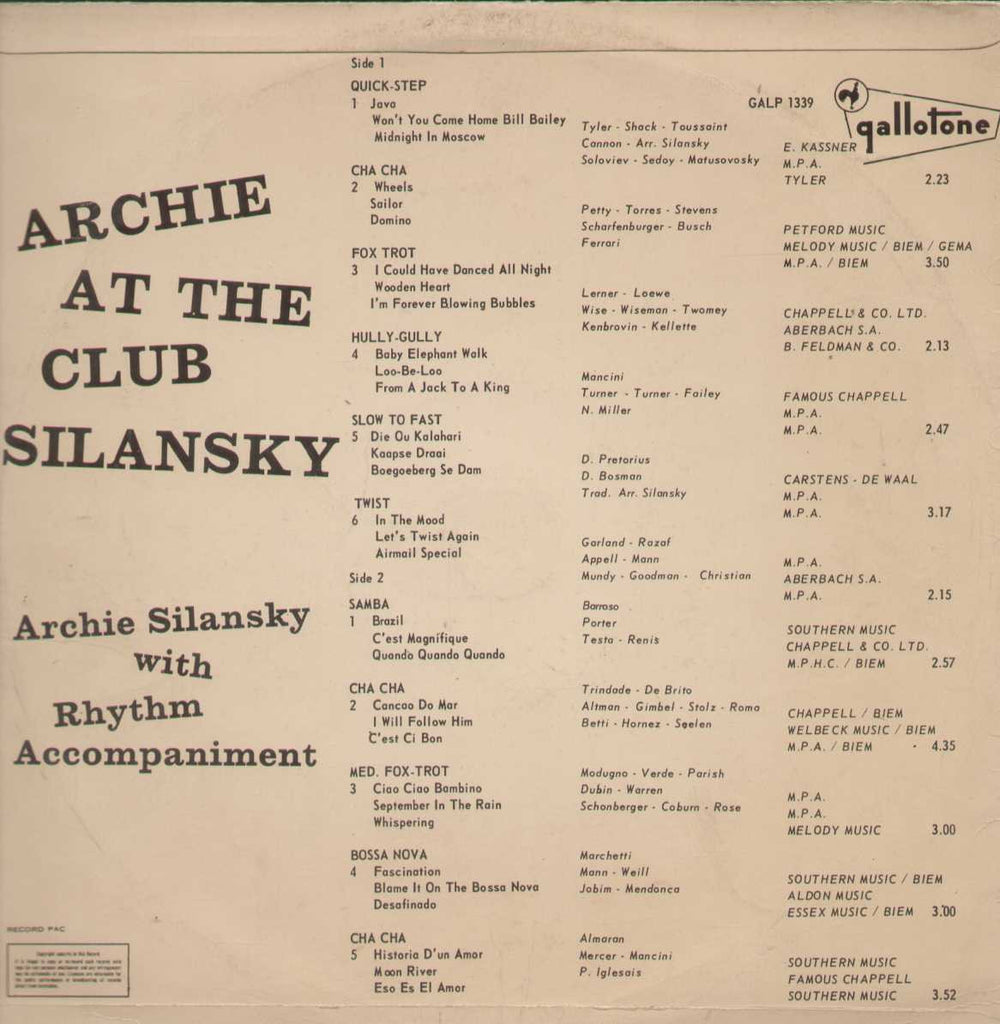 ARCHIE
AT THE
CLUB
SILANSKY
Archie Silansky
with
Rhythm
Accompaniment
RECORD PAC
Side 1
QUICK-STEP
1 Java
Won't You Come Home Bill Bailey
Midnight In Moscow
CHA CHA
2 Wheels
Sailor
Domino
FOX TROT
3 I Could Have Danced All Night
Wooden Heart
I'm Forever Blowing Bubbles
HULLY-GULLY
4 Baby Elephant Walk
Loo-Be-Loo
From A Jack To A King
SLOW TO FAST
5 Die Ou Kalahari
Kaapse Draai
Boegoeberg Se Dam
TWIST
6 In The Mood
Let's Twist Again
Airmail Special
Side 2
SAMBA
1 Brazil
C'est Magnifique
Quando Quando Quando
CHA CHA
2 Cancao Do Mar
I Will Follow Him
C'est Ci Bon
MED. FOX-TROT
3 Ciao Ciao Bambino
September In The Rain
Whispering
BOSSA NOVA
4 Fascination
Blame It On The Bossa Nova
Desafinado
CHA CHA
5 Historia D'un Amor
Moon River
Eso Es El Amor
Tyler - Shack - Toussaint
Cannon - Arr. Silansky
Soloviev - Sedoy - Matusovosky
Petty - Torres - Stevens
Scharfenburger - Busch
Ferrari
Lerner - Loewe
Wise - Wiseman - Twomey
Kenbrovin - Kellette
Mancini
Turner - Turner - Failey
N. Miller
D. Pretorius
D. Bosman
Trad. Arr. Silansky
Garland - Razaf
Appell - Mann
Mundy - Goodman - Christian
Barroso
Porter
Testa - Renis
Trindade - De Brito
Altman - Gimbel - Stolz - Roma
Betti - Hornez - Seelen
Modugno - Verde - Parish
Dubin - Warren
Schonberger - Coburn - Rose
Marchetti
Mann - Weill
Jobim - Mendonca
Almaran
Mercer - Mancini
P. Iglesais
GALP 1339
gallotone
E. KASSNER
M.P.A.
TYLER 2.23
PETFORD MUSIC
MELODY MUSIC / BIEM / GEMA
M.P.A. / BIEM 3.50
CHAPPELL & CO. LTD.
ABERBACH S.A.
B. FELDMAN & CO. 2.13
FAMOUS CHAPPELL
M.P.A.
M.P.A. 2.47
CARSTENS - DE WAAL
M.P.A.
M.P.A. 3.17
M.P.A.
ABERBACH S.A.
M.P.A. 2.15
SOUTHERN MUSIC
CHAPPELL & CO. LTD.
M.P.H.C. / BIEM 2.57
CHAPPELL / BIEM
WELBECK MUSIC / BIEM
M.P.A. / BIEM 4.35
M.P.A.
M.P.A.
MELODY MUSIC 3.00
SOUTHERN MUSIC / BIEM
ALDON MUSIC
ESSEX MUSIC / BIEM 3.00
SOUTHERN MUSIC
FAMOUS CHAPPELL
SOUTHERN MUSIC 3.52